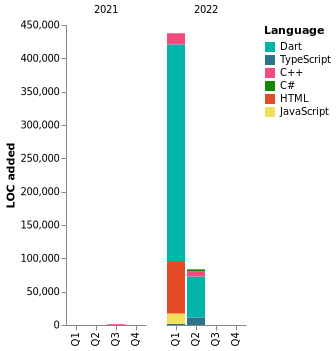 2021
2022
LOC added
450,000
400,000
350,000
300,000
250,000
200,000
150,000
100,000
50,000
0
Q1
Q2
Q3
Q4
Q1
Q2
Q3
Q4
Language
Dart
TypeScript
C++
C#
HTML
JavaScript